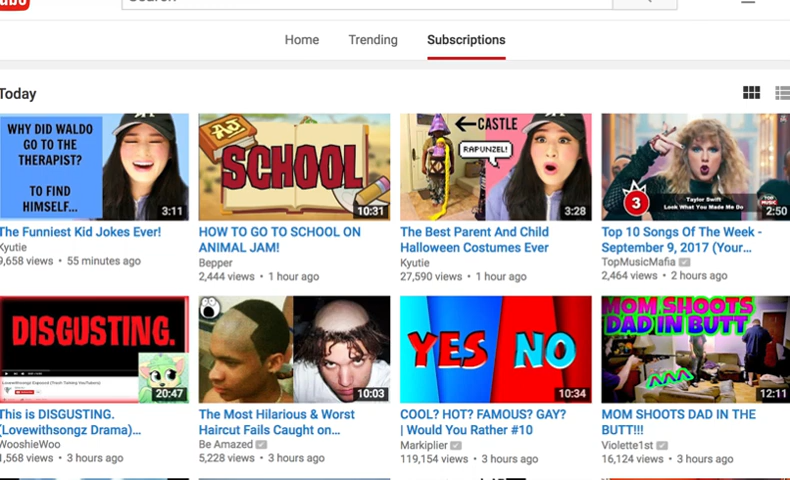 Home Trending Subscriptions
Today
WHY DID WALDO
GO TO THE
THERAPIST?
TO FIND
HIMSELF...
3:11
AJ
SCHOOL
10:31
←CASTLE
RAPUNZEL!
3:28
3
Taylor Swift
Look What You Made Me Do
TOP
MUSIC
2:50
The Funniest Kid Jokes Ever!
Kyutie
9,658 views • 55 minutes ago
HOW TO GO TO SCHOOL ON
ANIMAL JAM!
Bepper
2,444 views • 1 hour ago
The Best Parent And Child
Halloween Costumes Ever
Kyutie
27,590 views • 1 hour ago
Top 10 Songs Of The Week -
September 9, 2017 (Your...
TopMusicMafia
2,464 views • 2 hours ago
DISGUSTING.
Lovewithsongz Exposed (Trash Talking YouTubers)
20:47
10:03
YES NO
10:34
MOM SHOOTS
DAD IN BUTT
12:11
This is DISGUSTING.
(Lovewithsongz Drama)...
WooshieWoo
1,568 views • 3 hours ago
The Most Hilarious & Worst
Haircut Fails Caught on...
Be Amazed
5,228 views • 3 hours ago
COOL? HOT? FAMOUS? GAY?
| Would You Rather #10
Markiplier
119,154 views • 3 hours ago
MOM SHOOTS DAD IN THE
BUTT!!!
Violette1st
16,124 views • 3 hours ago